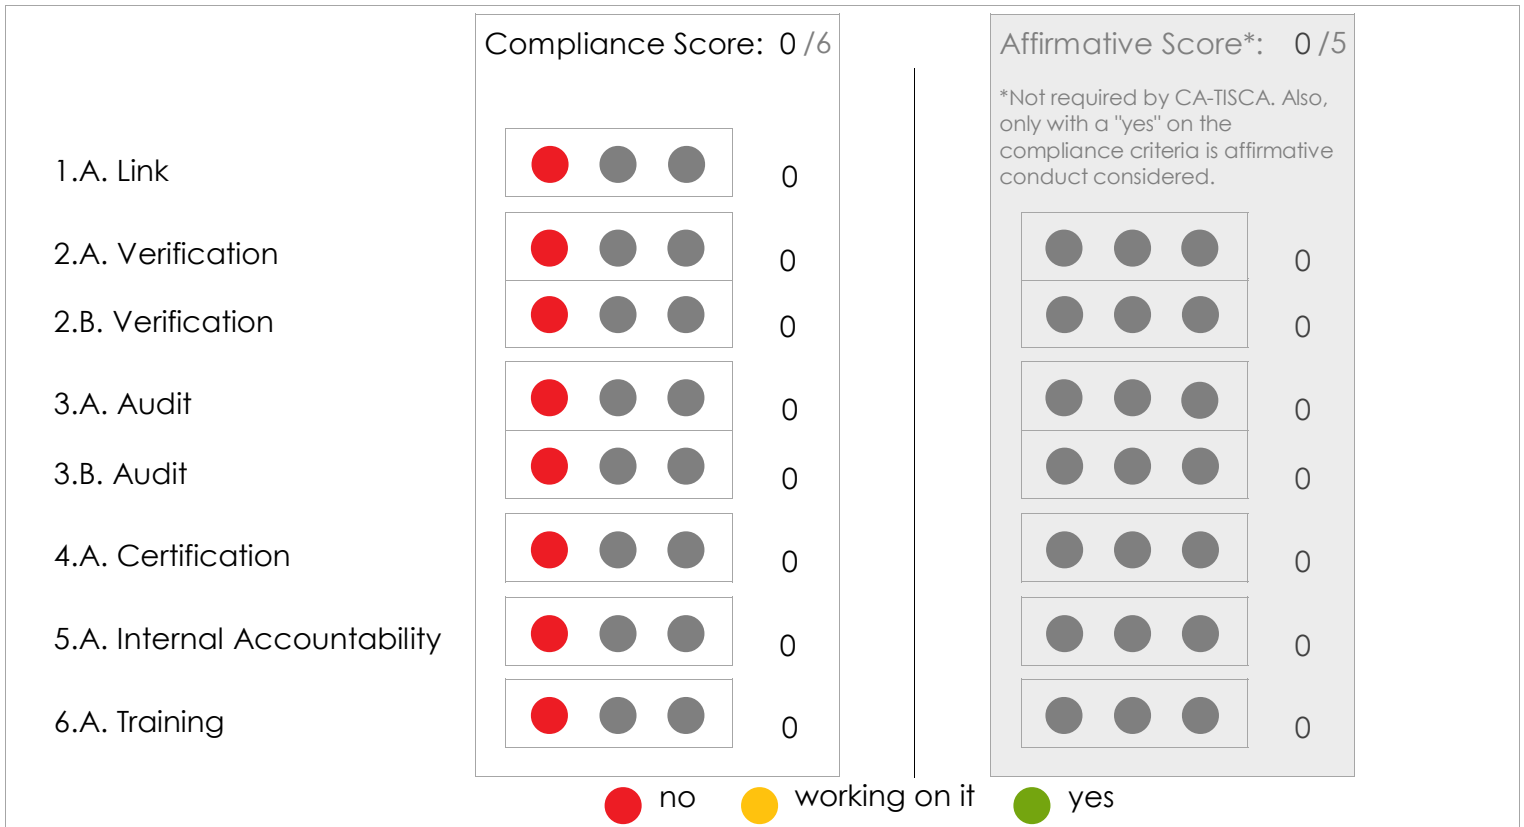 Compliance Score: 0 /6
Affirmative Score*: 0 /5
*Not required by CA-TISCA. Also,
only with a "yes" on the
compliance criteria is affirmative
conduct considered.
1.A. Link 0
2.A. Verification 0 0
2.B. Verification 0 0
3.A. Audit 0 0
3.B. Audit 0 0
4.A. Certification 0 0
5.A. Internal Accountability 0 0
6.A. Training 0 0
no working on it yes